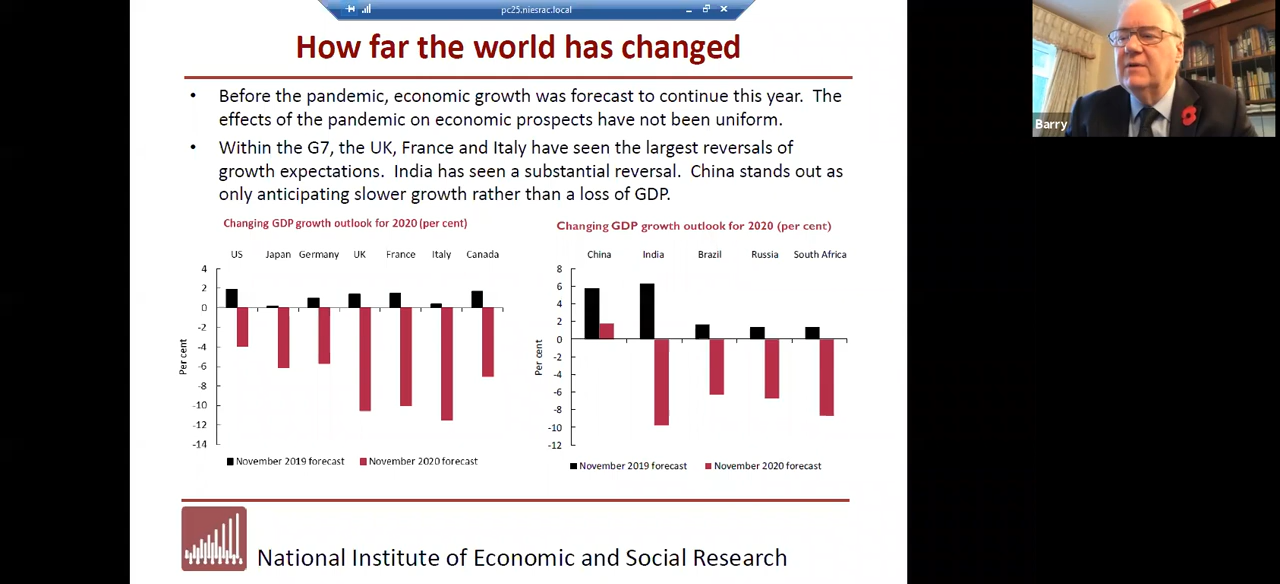 pc25.niesrac.local
How far the world has changed
• Before the pandemic, economic growth was forecast to continue this year. The
effects of the pandemic on economic prospects have not been uniform.
• Within the G7, the UK, France and Italy have seen the largest reversals of
growth expectations. India has seen a substantial reversal. China stands out as
only anticipating slower growth rather than a loss of GDP.
Changing GDP growth outlook for 2020 (per cent)
US Japan Germany UK France Italy Canada
4
2
0
-2
-4
-6
-8
-10
-12
-14
Per cent
November 2019 forecast November 2020 forecast
Changing GDP growth outlook for 2020 (per cent)
China India Brazil Russia South Africa
8
6
4
2
0
-2
-4
-6
-8
-10
-12
Per cent
November 2019 forecast November 2020 forecast
National Institute of Economic and Social Research
Barry